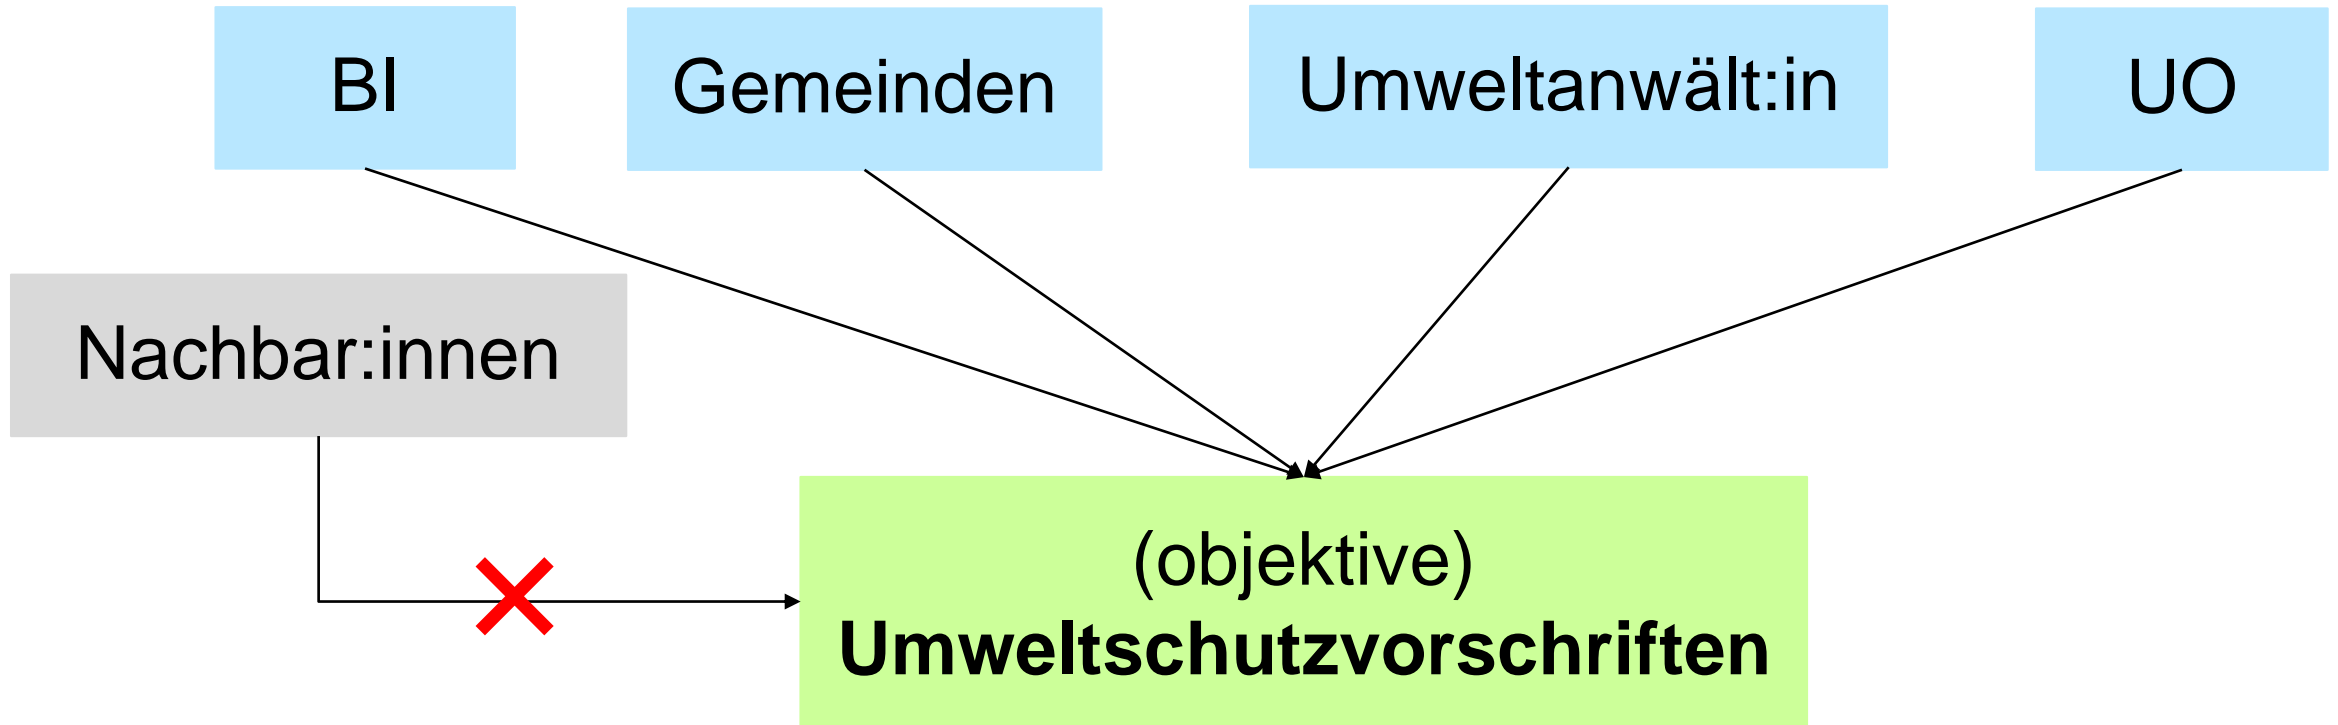 BI
Gemeinden
Umweltanwält:in
UO
Nachbar:innen
(objektive)
Umweltschutzvorschriften